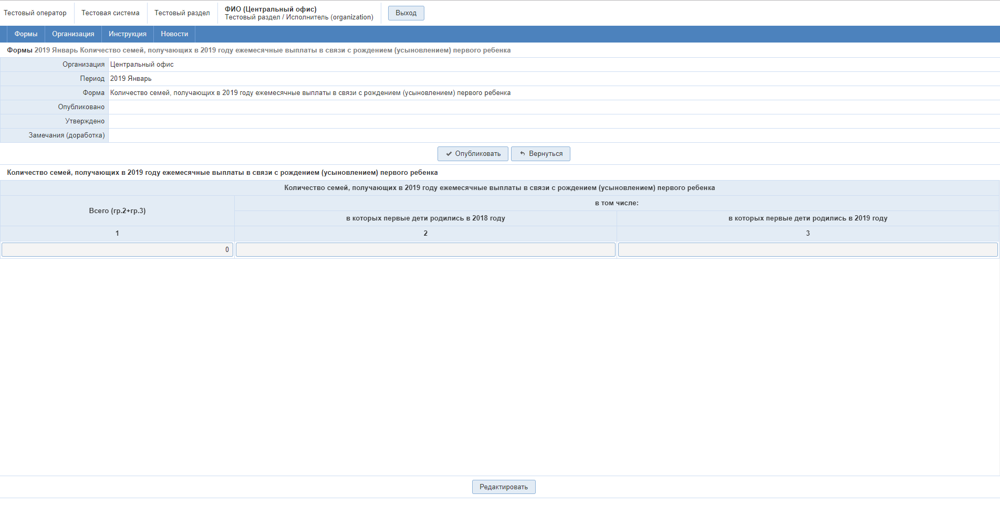 Тестовый оператор
Тестовая система
Тестовый раздел
ФИО (Центральный офис)
Тестовый раздел / Исполнитель (organization)
Выход
Формы
Организация
Инструкция
Новости
Формы 2019 Январь Количество семей, получающих в 2019 году ежемесячные выплаты в связи с рождением (усыновлением) первого ребенка
Организация Центральный офис
Период 2019 Январь
Форма Количество семей, получающих в 2019 году ежемесячные выплаты в связи с рождением (усыновлением) первого ребенка
Опубликовано
Утверждено
Замечания (доработка)
Опубликовать
Вернуться
Количество семей, получающих в 2019 году ежемесячные выплаты в связи с рождением (усыновлением) первого ребенка
Количество семей, получающих в 2019 году ежемесячные выплаты в связи с рождением (усыновлением) первого ребенка
Всего (гр.2+гр.3)
в том числе:
в которых первые дети родились в 2018 году
в которых первые дети родились в 2019 году
1
2
3
0
Редактировать